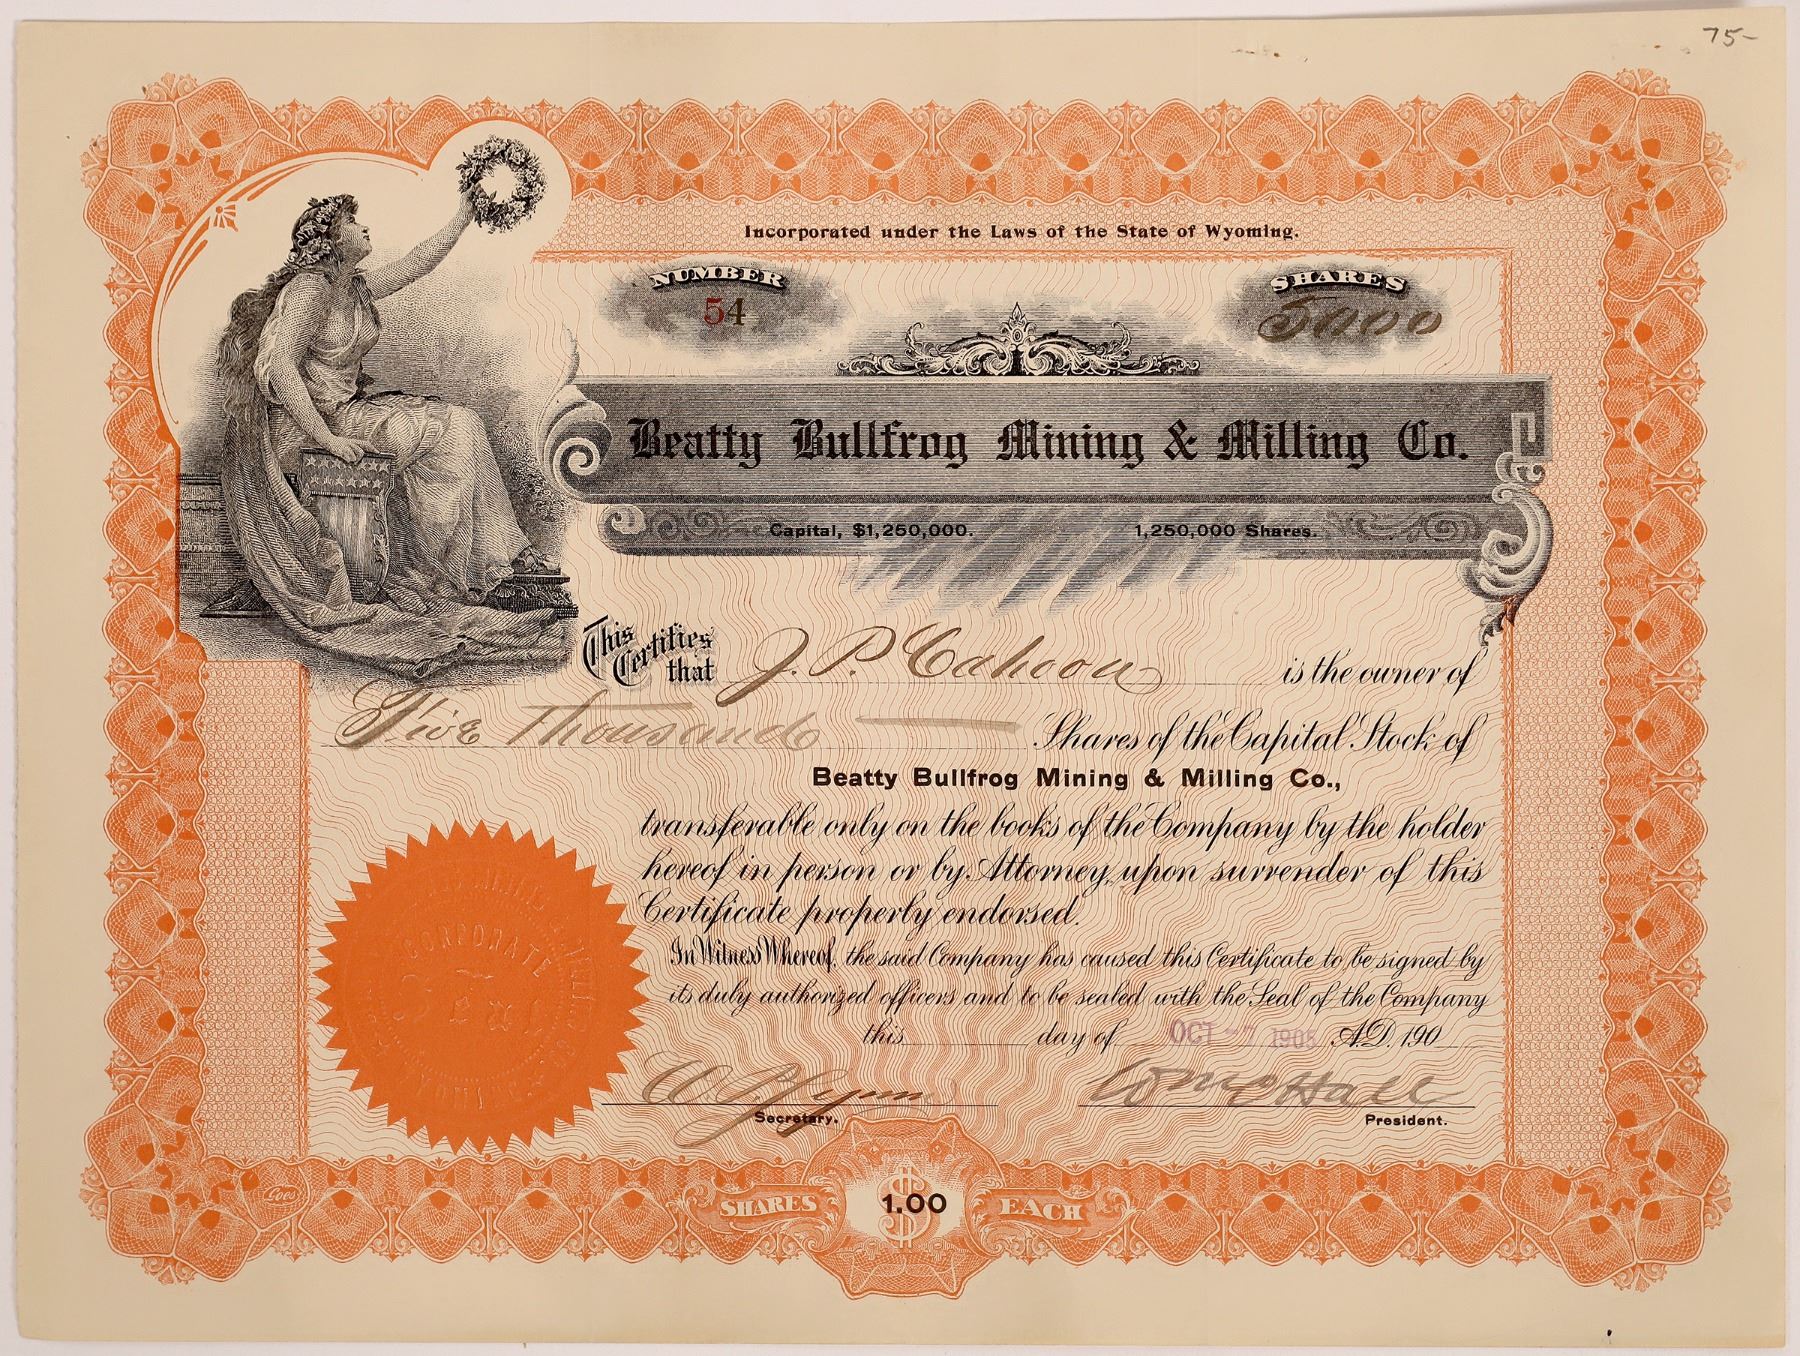 75-
Incorporated under the Laws of the State of Wyoming.
NUMBER
54
SHARES
5000
Beatty Bullfrog Mining & Milling Co.
Capital, $1,250,000. 1,250,000 Shares.
This Certifies that J. P. Cahoon is the owner of
Five Thousand Shares of the Capital Stock of
Beatty Bullfrog Mining & Milling Co.,
transferable only on the books of the Company by the holder
hereof in person or by Attorney, upon surrender of this
Certificate properly endorsed.
In Witness Whereof, the said Company has caused this Certificate to be signed by
its duly authorized officers and to be sealed with the Seal of the Company
this day of OCT -7 1905 A.D. 190
CORPORATE
SEAL
WYOMING
Secretary.
President.
Goes
SHARES $1.00 EACH